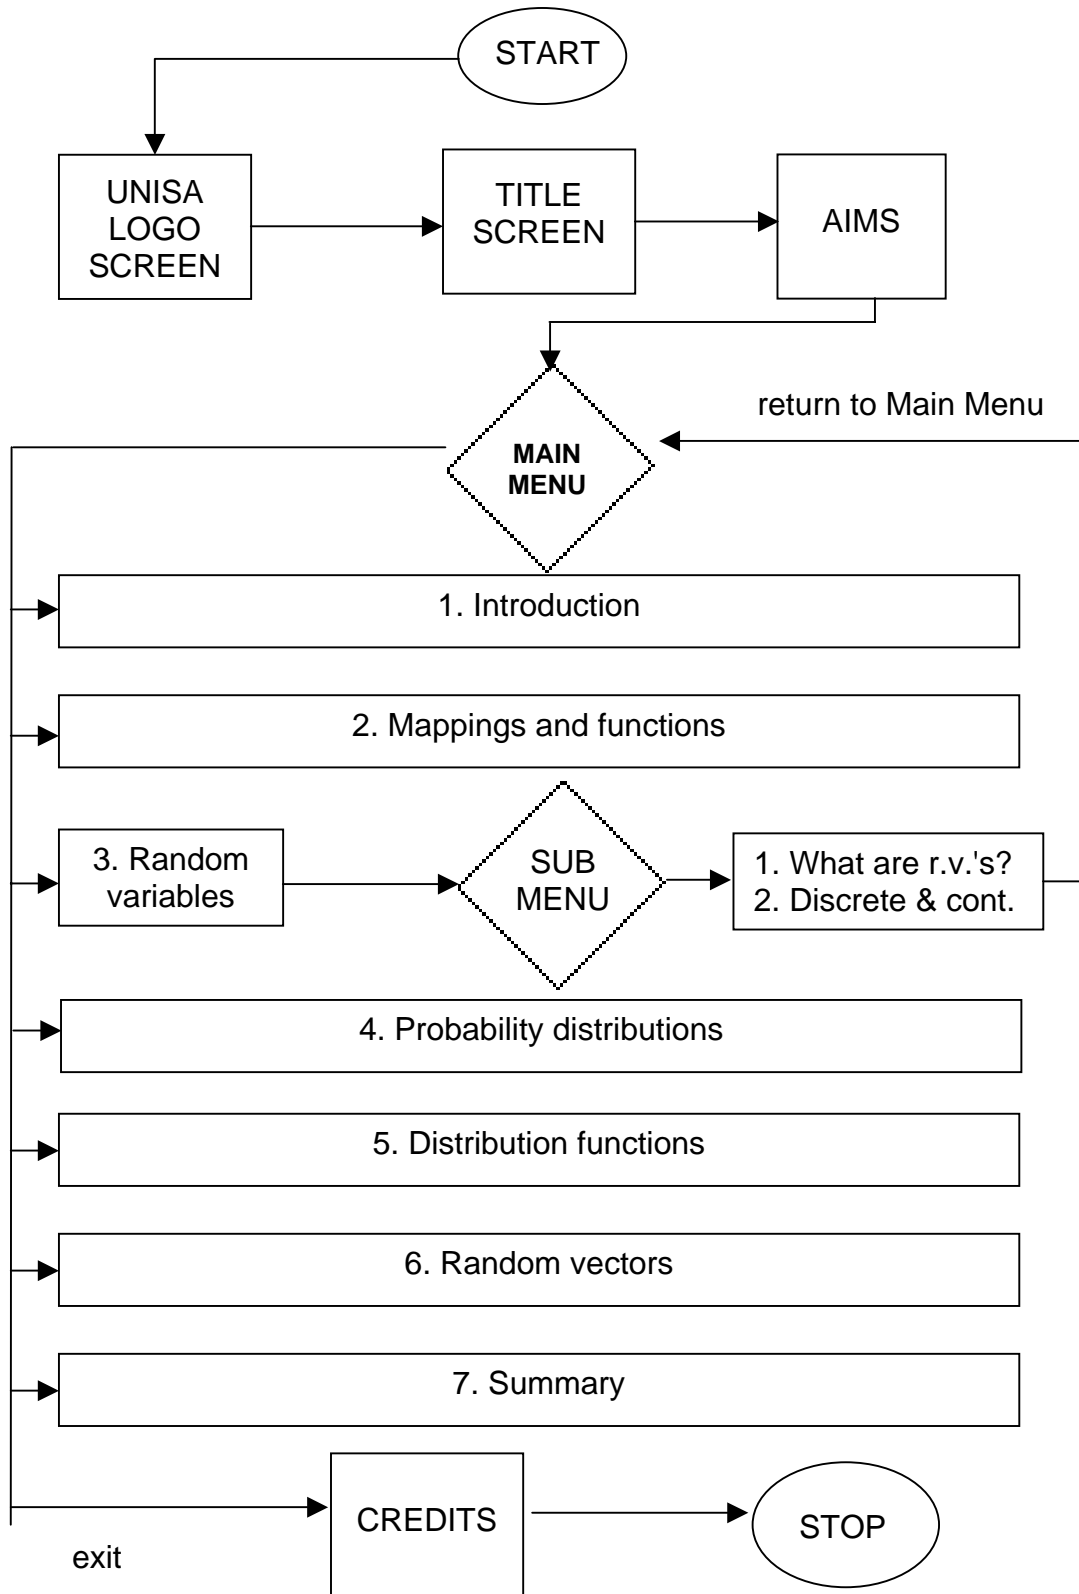 START
UNISA
LOGO
SCREEN
TITLE
SCREEN
AIMS
return to Main Menu
MAIN
MENU
1. Introduction
2. Mappings and functions
3. Random
variables
SUB
MENU
1. What are r.v.'s?
2. Discrete & cont.
4. Probability distributions
5. Distribution functions
6. Random vectors
7. Summary
CREDITS
STOP
exit